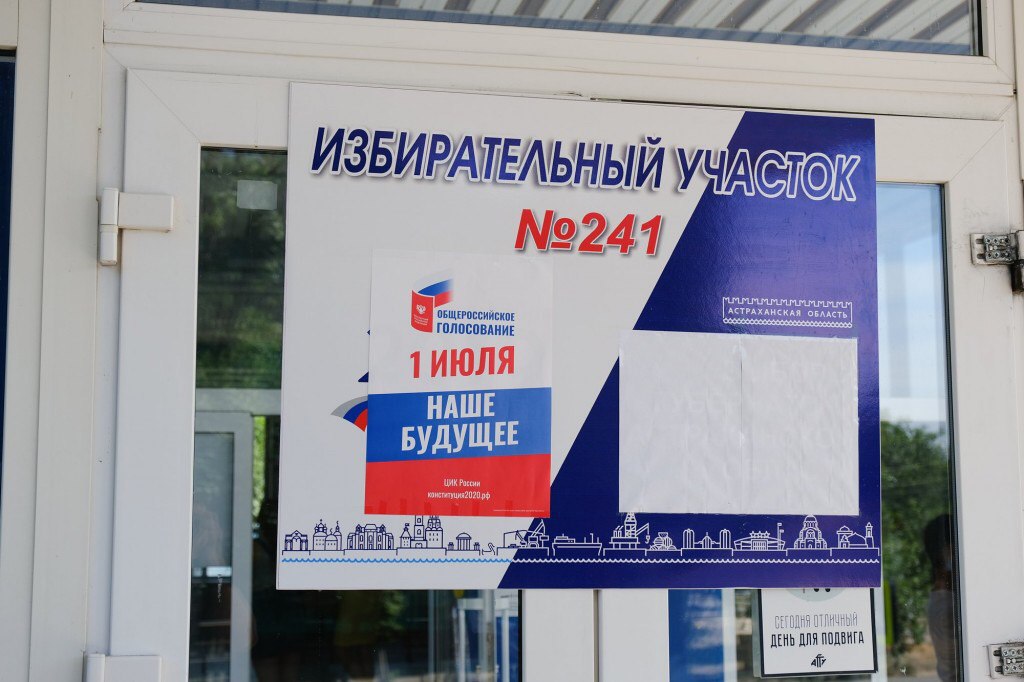 ИЗБИРАТЕЛЬНЫЙ УЧАСТОК
№241
ОБЩЕРОССИЙСКОЕ
ГОЛОСОВАНИЕ
1 ИЮЛЯ
НАШЕ
БУДУЩЕЕ
ЦИК России
конституция2020.рф
АСТРАХАНСКАЯ ОБЛАСТЬ
СЕГОДНЯ ОТЛИЧНЫЙ
ДЕНЬ ДЛЯ ПОДВИГА
АГУ